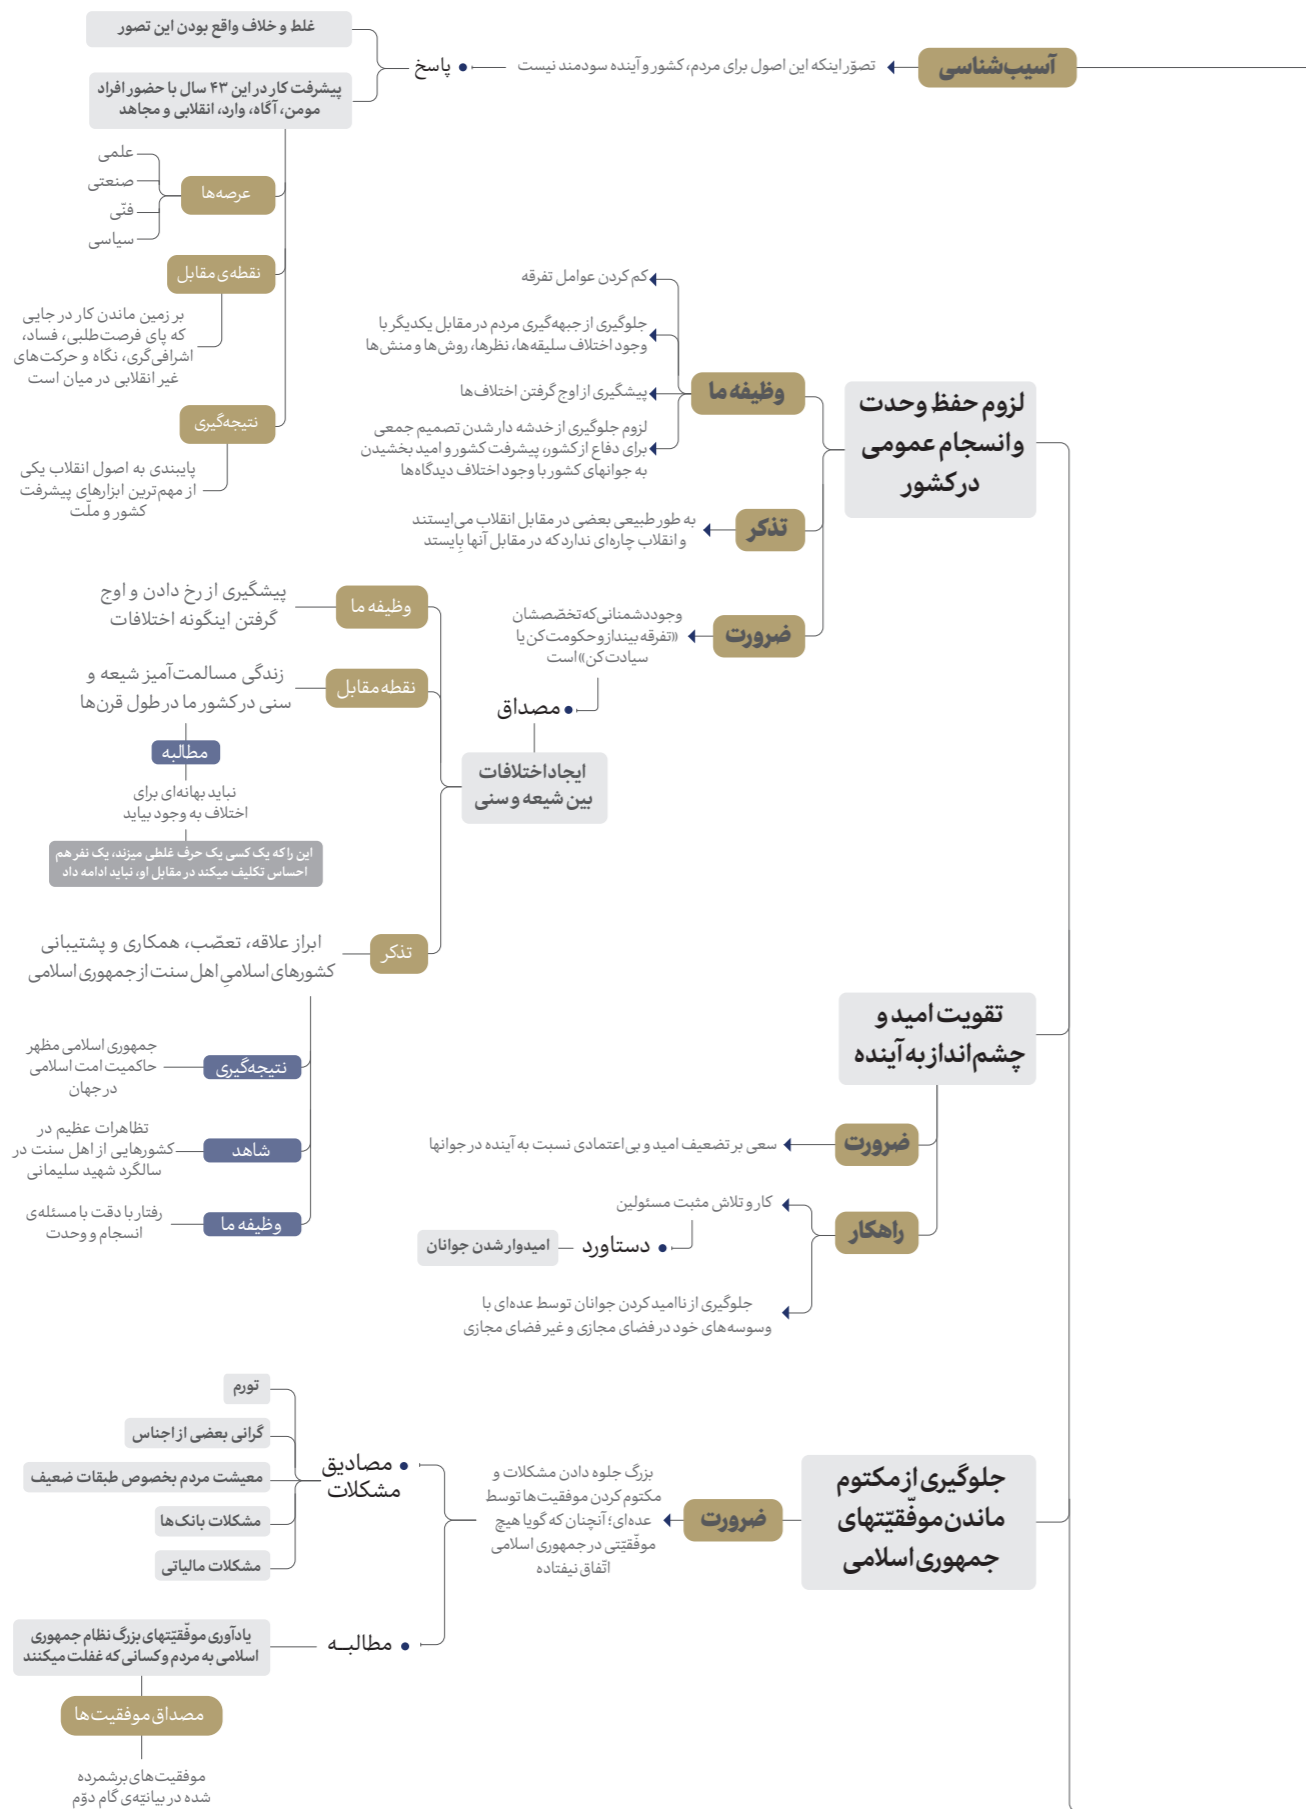 آسیب‌شناسی
تصوّر اینکه این اصول برای مردم، کشور و آینده سودمند نیست
پاسخ
غلط و خلاف واقع بودن این تصور
پیشرفت کار در این ۴۳ سال با حضور افراد
مومن، آگاه، وارد، انقلابی و مجاهد
عرصه‌ها
علمی
صنعتی
فنّی
سیاسی
نقطه‌ی مقابل
بر زمین ماندن کار در جایی
که پای فرصت‌طلبی، فساد،
اشرافی‌گری، نگاه و حرکت‌های
غیر انقلابی در میان است
نتیجه‌گیری
پایبندی به اصول انقلاب یکی
از مهم‌ترین ابزارهای پیشرفت
کشور و ملّت
لزوم حفظ وحدت
و انسجام عمومی
در کشور
وظیفه ما
کم کردن عوامل تفرقه
جلوگیری از جبهه‌گیری مردم در مقابل یکدیگر با
وجود اختلاف سلیقه‌ها، نظرها، روش‌ها و منش‌ها
پیشگیری از اوج گرفتن اختلاف‌ها
لزوم جلوگیری از خدشه دار شدن تصمیم جمعی
برای دفاع از کشور، پیشرفت کشور و امید بخشیدن
به جوانهای کشور با وجود اختلاف دیدگاه‌ها
تذکر
به طور طبیعی بعضی در مقابل انقلاب می‌ایستند
و انقلاب چاره‌ای ندارد که در مقابل آنها بِایستد
ضرورت
وجود دشمنانی که تخصّصشان
«تفرقه بینداز و حکومت کن یا
سیادت کن» است
مصداق
ایجاد اختلافات
بین شیعه و سنی
وظیفه ما
پیشگیری از رخ دادن و اوج
گرفتن اینگونه اختلافات
نقطه مقابل
زندگی مسالمت‌آمیز شیعه و
سنی در کشور ما در طول قرن‌ها
مطالبه
نباید بهانه‌ای برای
اختلاف به وجود بیاید
این را که یک کسی یک حرف غلطی میزند، یک نفر هم
احساس تکلیف میکند در مقابل او، نباید ادامه داد
تذکر
ابراز علاقه، تعصّب، همکاری و پشتیبانی
کشورهای اسلامیِ اهل سنت از جمهوری اسلامی
نتیجه‌گیری
جمهوری اسلامی مظهر
حاکمیت امت اسلامی
در جهان
شاهد
تظاهرات عظیم در
کشورهایی از اهل سنت در
سالگرد شهید سلیمانی
وظیفه ما
رفتار با دقت با مسئله‌ی
انسجام و وحدت
تقویت امید و
چشم‌انداز به آینده
ضرورت
سعی بر تضعیف امید و بی‌اعتمادی نسبت به آینده در جوانها
راهکار
کار و تلاش مثبت مسئولین
دستاورد
امیدوار شدن جوانان
جلوگیری از ناامید کردن جوانان توسط عده‌ای با
وسوسه‌های خود در فضای مجازی و غیر فضای مجازی
جلوگیری از مکتوم
ماندن موفّقیّتهای
جمهوری اسلامی
ضرورت
بزرگ جلوه دادن مشکلات و
مکتوم کردن موفقیت‌ها توسط
عده‌ای؛ آنچنان که گویا هیچ
موفّقیّتی در جمهوری اسلامی
اتّفاق نیفتاده
مصادیق
مشکلات
تورم
گرانی بعضی از اجناس
معیشت مردم بخصوص طبقات ضعیف
مشکلات بانک‌ها
مشکلات مالیاتی
مطالبـه
یادآوری موفّقیّتهای بزرگ نظام جمهوری
اسلامی به مردم و کسانی که غفلت میکنند
مصداق موفقیت‌ها
موفقیت‌های برشمرده
شده در بیانیّه‌ی گام دوّم